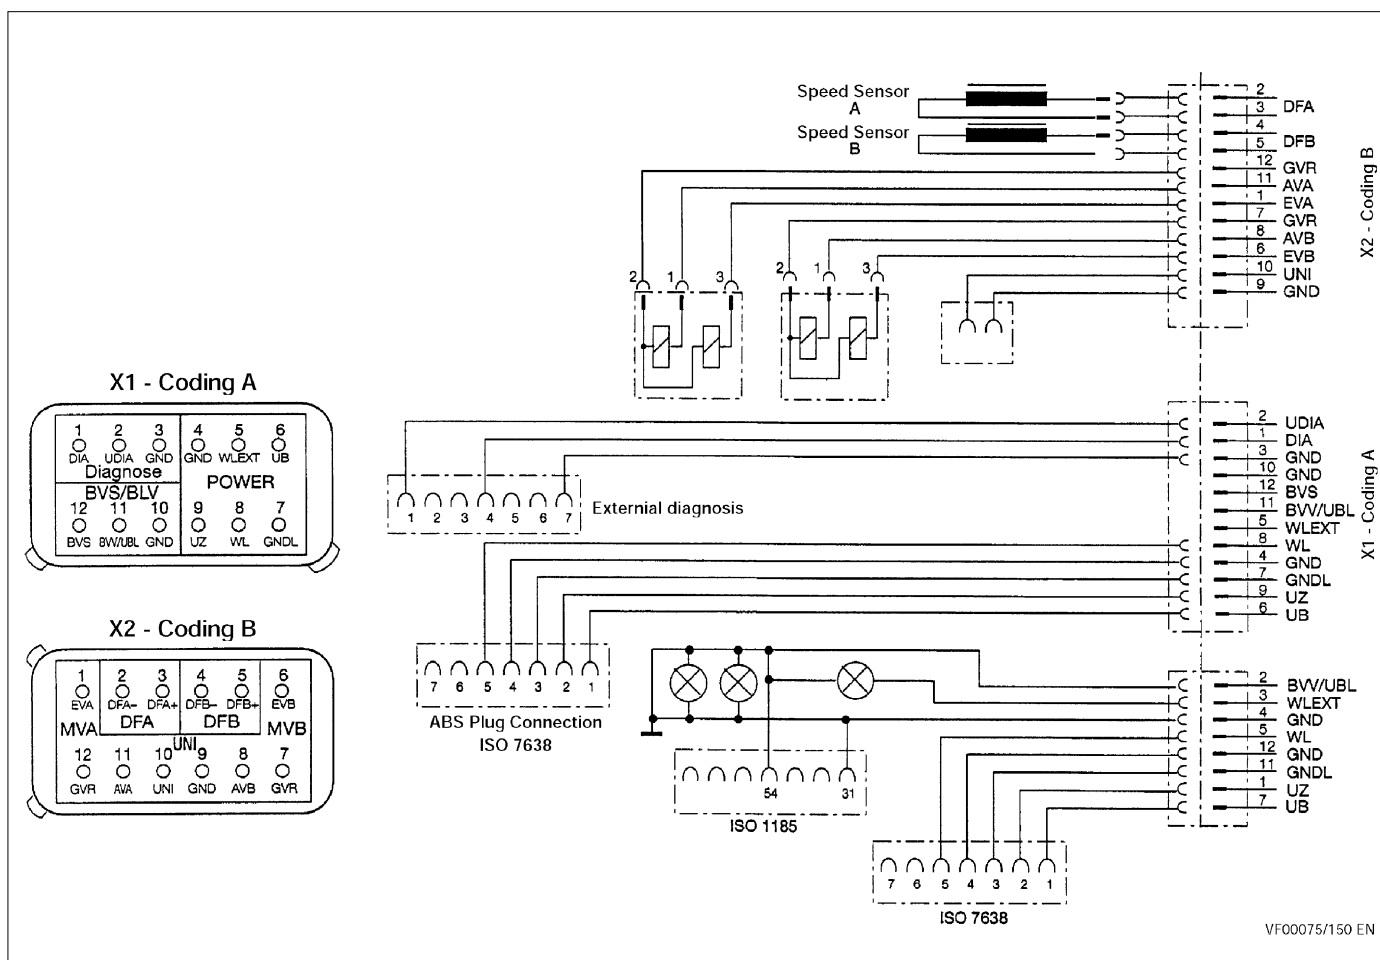 Speed Sensor
A
Speed Sensor
B
2
3 DFA
4
5 DFB
12 GVR
11 AVA
1 EVA
7 GVR
8 AVB
6 EVB
10 UNI
9 GND
X2 - Coding B
2 1 3
2 1 3
X1 - Coding A
1 2 3 4 5 6
DIA UDIA GND GND WLEXT UB
Diagnose
POWER
BVS/BLV
12 11 10 9 8 7
BVS BVV/UBL GND UZ WL GNDL
2 UDIA
1 DIA
3 GND
10 GND
12 BVS
11 BVV/UBL
5 WLEXT
8 WL
4 GND
7 GNDL
9 UZ
6 UB
X1 - Coding A
1 2 3 4 5 6 7
Externial diagnosis
X2 - Coding B
1 2 3 4 5 6
EVA DFA- DFA+ DFB- DFB+ EVB
MVA DFA DFB MVB
UNI
12 11 10 9 8 7
GVR AVA UNI GND AVB GVR
7 6 5 4 3 2 1
ABS Plug Connection
ISO 7638
2 BVV/UBL
3 WLEXT
4 GND
5 WL
12 GND
11 GNDL
1 UZ
7 UB
54 31
ISO 1185
7 6 5 4 3 2 1
ISO 7638
VF00075/150 EN